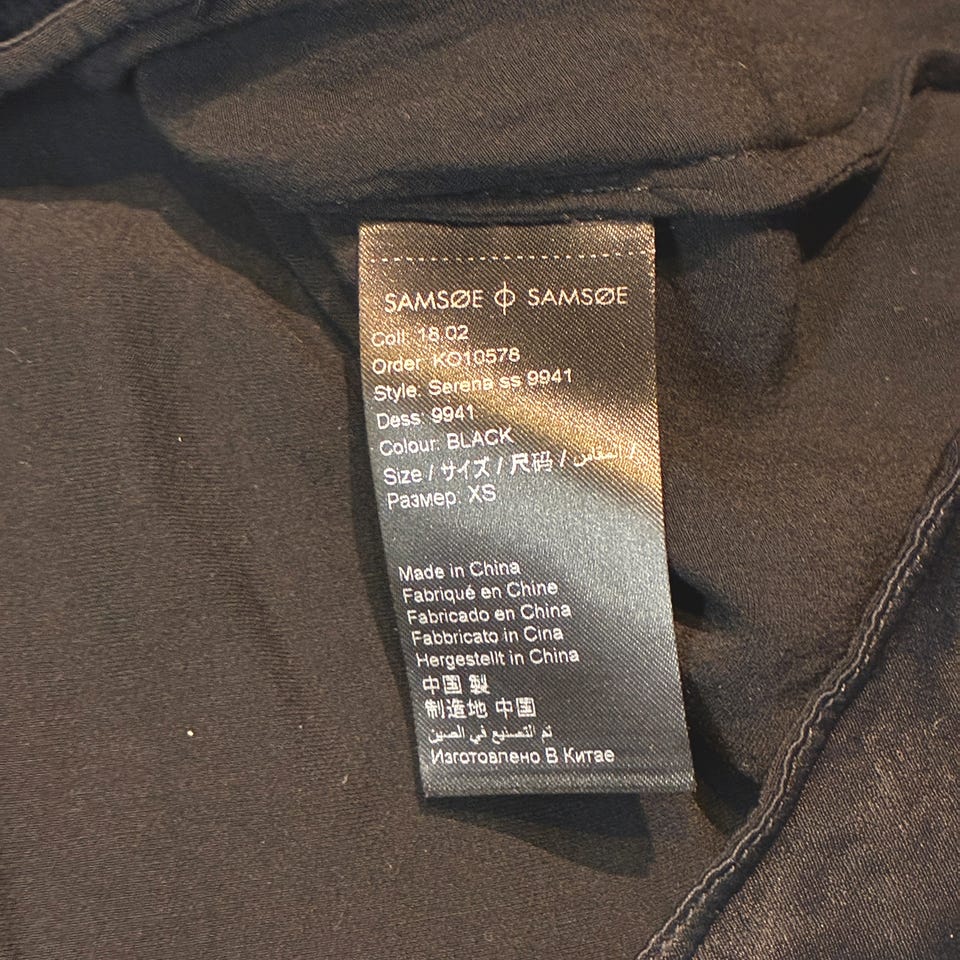 SAMSØE ϕ SAMSØE
Coll: 18.02
Order: KO10578
Style: Serena ss 9941
Dess: 9941
Colour: BLACK
Size / サイズ / 尺码 / المقاس /
Размер: XS
Made in China
Fabriqué en Chine
Fabricado en China
Fabbricato in Cina
Hergestellt in China
中国 製
制造地 中国
تم التصنيع في الصين
Изготовлено В Китае